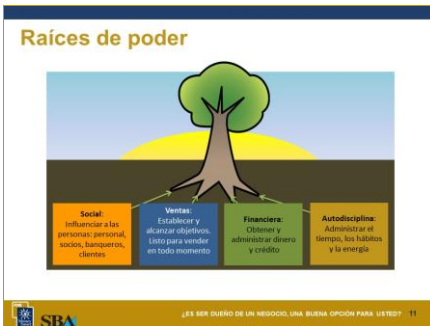 Raíces de poder
Social:
Influenciar a las
personas: personal,
socios, banqueros,
clientes
Ventas:
Establecer y
alcanzar objetivos.
Listo para vender
en todo momento
Financiera:
Obtener y
administrar dinero
y crédito
Autodisciplina:
Administrar el
tiempo, los hábitos
y la energía
SBA
¿ES SER DUEÑO DE UN NEGOCIO, UNA BUENA OPCIÓN PARA USTED? 11